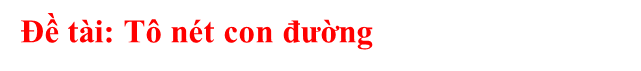 Đề tài: Tô nét con đường